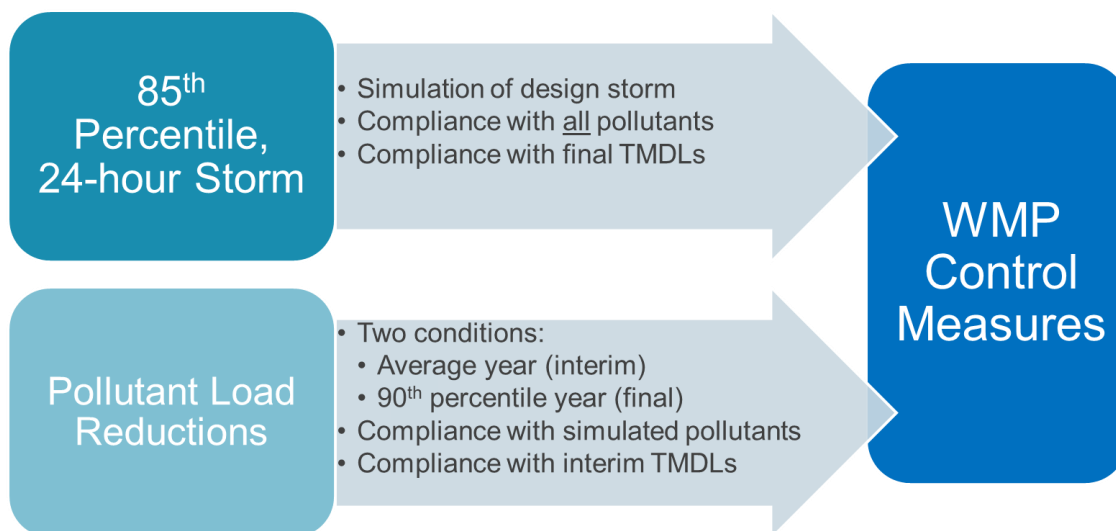 85th
Percentile,
24-hour Storm
• Simulation of design storm
• Compliance with all pollutants
• Compliance with final TMDLs
Pollutant Load
Reductions
• Two conditions:
• Average year (interim)
• 90th percentile year (final)
• Compliance with simulated pollutants
• Compliance with interim TMDLs
WMP
Control
Measures